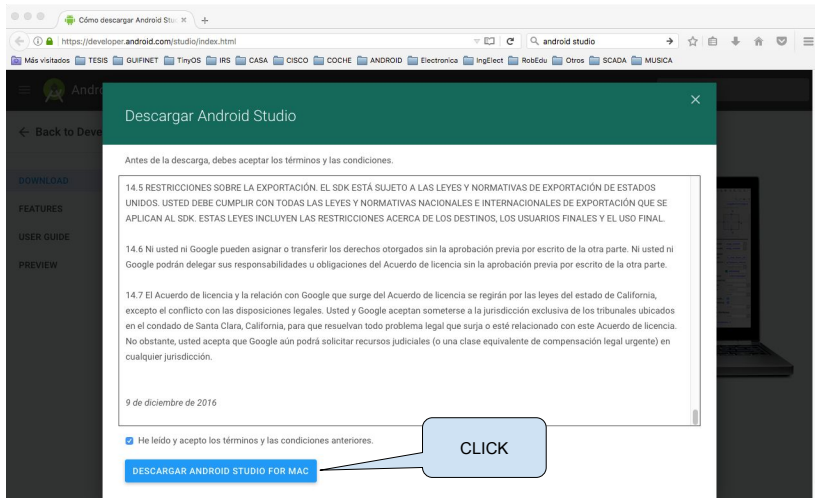 Cómo descargar Android Stu
https://developer.android.com/studio/index.html
android studio
Más visitados TESIS GUIFINET TinyOS IRS CASA CISCO COCHE ANDROID Electronica IngElect RobEdu Otros SCADA MUSICA
Andro
Back to Deve
DOWNLOAD
FEATURES
USER GUIDE
PREVIEW
Descargar Android Studio
Antes de la descarga, debes aceptar los términos y las condiciones.
14.5 RESTRICCIONES SOBRE LA EXPORTACIÓN. EL SDK ESTÁ SUJETO A LAS LEYES Y NORMATIVAS DE EXPORTACIÓN DE ESTADOS
UNIDOS. USTED DEBE CUMPLIR CON TODAS LAS LEYES Y NORMATIVAS NACIONALES E INTERNACIONALES DE EXPORTACIÓN QUE SE
APLICAN AL SDK. ESTAS LEYES INCLUYEN LAS RESTRICCIONES ACERCA DE LOS DESTINOS, LOS USUARIOS FINALES Y EL USO FINAL.
14.6 Ni usted ni Google pueden asignar o transferir los derechos otorgados sin la aprobación previa por escrito de la otra parte. Ni usted ni
Google podrán delegar sus responsabilidades u obligaciones del Acuerdo de licencia sin la aprobación previa por escrito de la otra parte.
14.7 El Acuerdo de licencia y la relación con Google que surge del Acuerdo de licencia se regirán por las leyes del estado de California,
excepto el conflicto con las disposiciones legales. Usted y Google aceptan someterse a la jurisdicción exclusiva de los tribunales ubicados
en el condado de Santa Clara, California, para que resuelvan todo problema legal que surja o esté relacionado con este Acuerdo de licencia.
No obstante, usted acepta que Google aún podrá solicitar recursos judiciales (o una clase equivalente de compensación legal urgente) en
cualquier jurisdicción.
9 de diciembre de 2016
He leído y acepto los términos y las condiciones anteriores.
DESCARGAR ANDROID STUDIO FOR MAC
CLICK